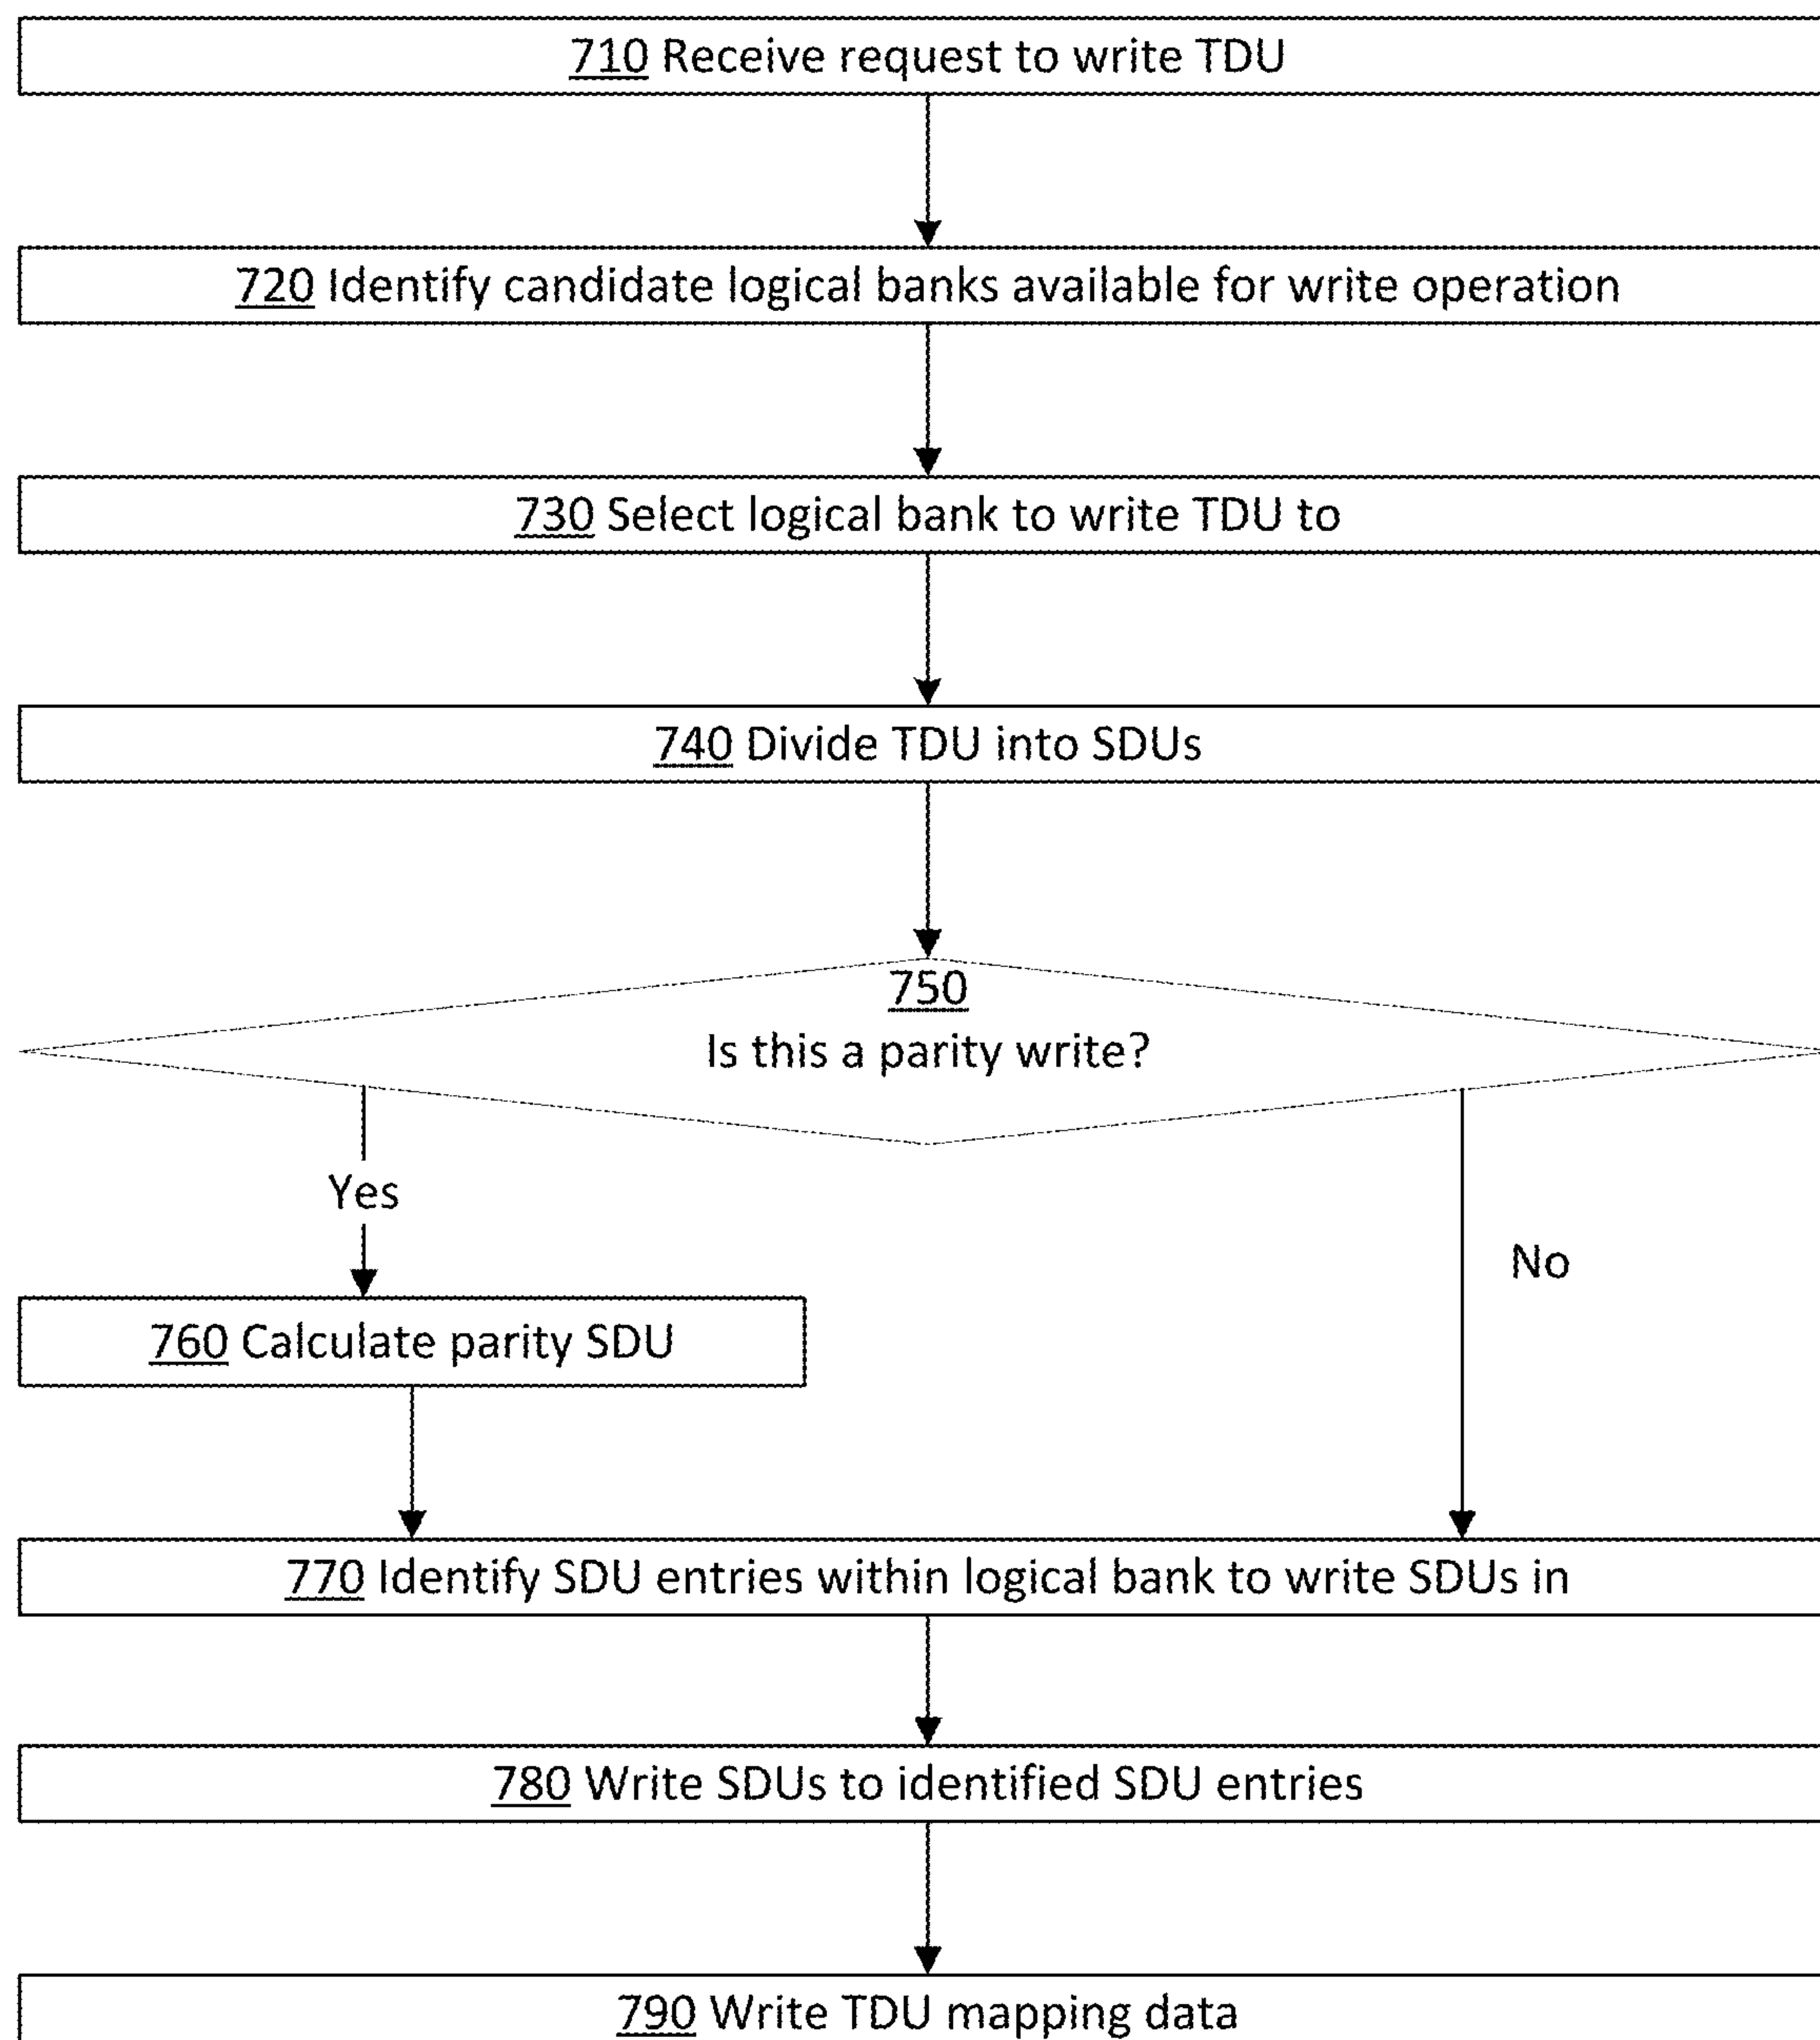 710 Receive request to write TDU
720 Identify candidate logical banks available for write operation
730 Select logical bank to write TDU to
740 Divide TDU into SDUs
750
Is this a parity write?
Yes
No
760 Calculate parity SDU
770 Identify SDU entries within logical bank to write SDUs in
780 Write SDUs to identified SDU entries
790 Write TDU mapping data